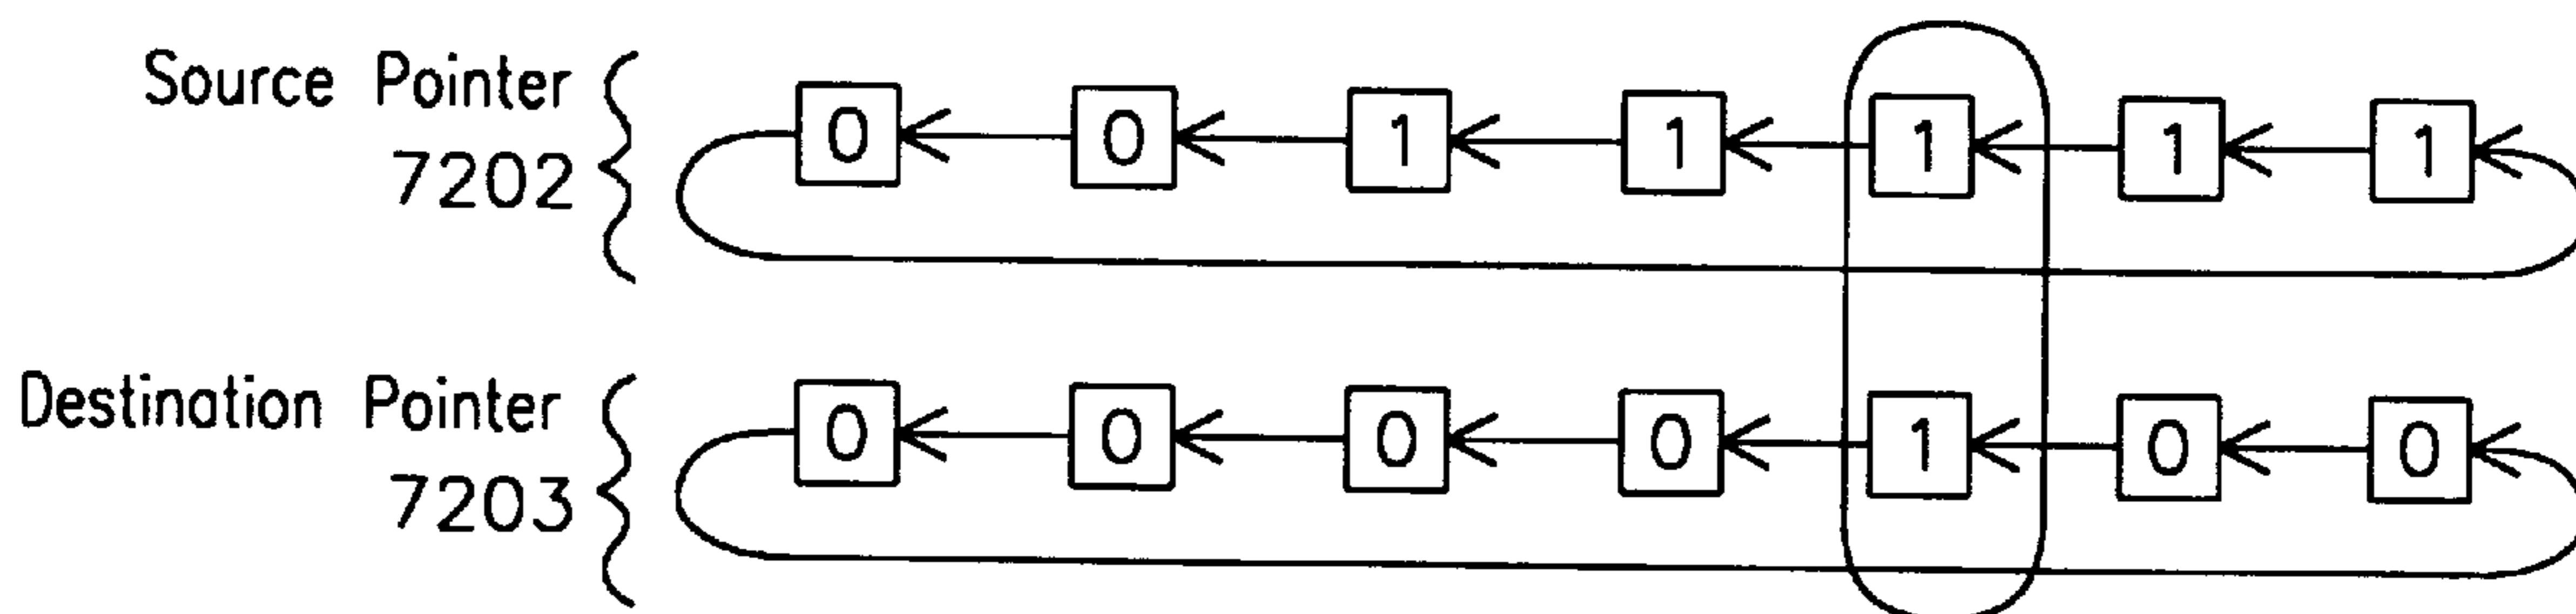 Source Pointer
7202
0 0 1 1 1 1 1
Destination Pointer
7203
0 0 0 0 1 0 0